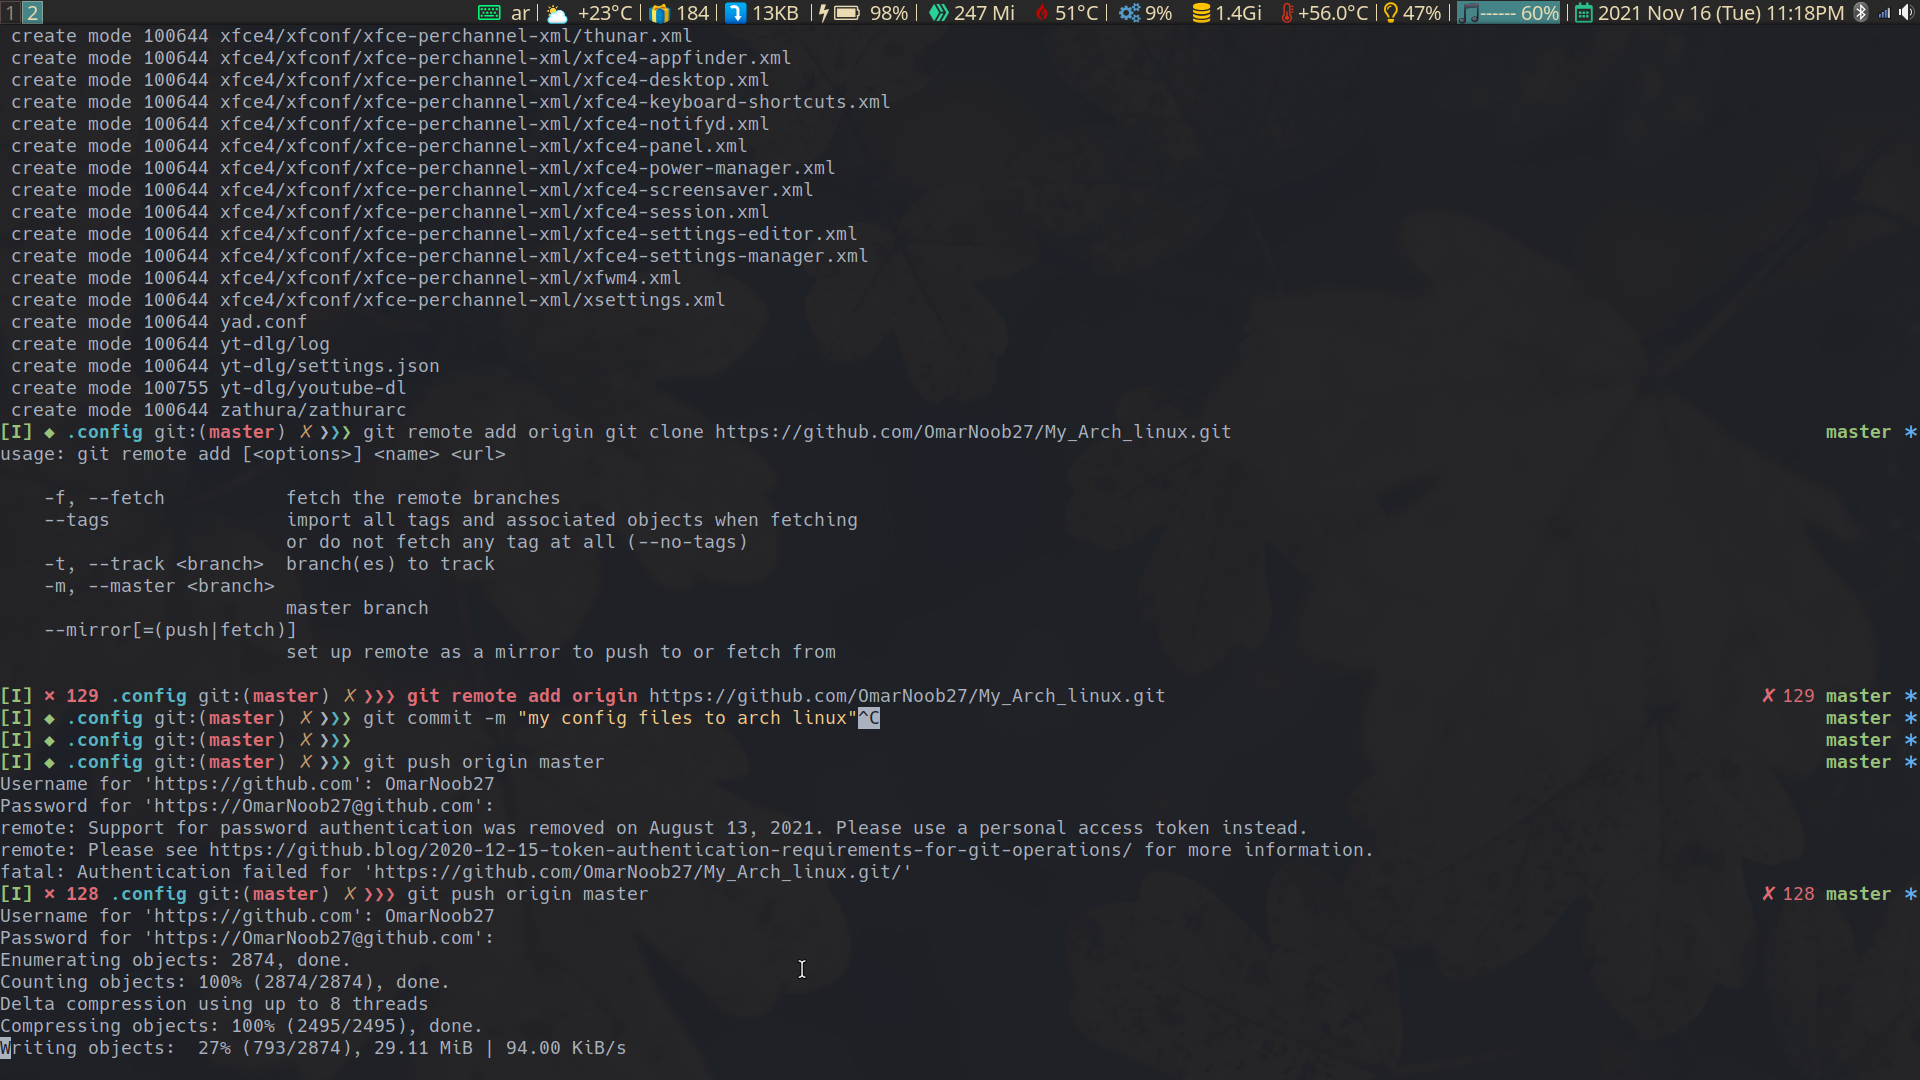 1 2 ar | +23°C | 184 | 13KB | 98% | 247 Mi | 51°C | 9% | 1.4Gi | +56.0°C | 47% | ------ 60% | 2021 Nov 16 (Tue) 11:18PM
create mode 100644 xfce4/xfconf/xfce-perchannel-xml/thunar.xml
create mode 100644 xfce4/xfconf/xfce-perchannel-xml/xfce4-appfinder.xml
create mode 100644 xfce4/xfconf/xfce-perchannel-xml/xfce4-desktop.xml
create mode 100644 xfce4/xfconf/xfce-perchannel-xml/xfce4-keyboard-shortcuts.xml
create mode 100644 xfce4/xfconf/xfce-perchannel-xml/xfce4-notifyd.xml
create mode 100644 xfce4/xfconf/xfce-perchannel-xml/xfce4-panel.xml
create mode 100644 xfce4/xfconf/xfce-perchannel-xml/xfce4-power-manager.xml
create mode 100644 xfce4/xfconf/xfce-perchannel-xml/xfce4-screensaver.xml
create mode 100644 xfce4/xfconf/xfce-perchannel-xml/xfce4-session.xml
create mode 100644 xfce4/xfconf/xfce-perchannel-xml/xfce4-settings-editor.xml
create mode 100644 xfce4/xfconf/xfce-perchannel-xml/xfce4-settings-manager.xml
create mode 100644 xfce4/xfconf/xfce-perchannel-xml/xfwm4.xml
create mode 100644 xfce4/xfconf/xfce-perchannel-xml/xsettings.xml
create mode 100644 yad.conf
create mode 100644 yt-dlg/log
create mode 100644 yt-dlg/settings.json
create mode 100755 yt-dlg/youtube-dl
create mode 100644 zathura/zathurarc
[I] ◆ .config git:(master) ✗ ❯❯❯ git remote add origin git clone https://github.com/OmarNoob27/My_Arch_linux.git master ✱
usage: git remote add [<options>] <name> <url>
-f, --fetch fetch the remote branches
--tags import all tags and associated objects when fetching
or do not fetch any tag at all (--no-tags)
-t, --track <branch> branch(es) to track
-m, --master <branch>
master branch
--mirror[=(push|fetch)]
set up remote as a mirror to push to or fetch from
[I] ✖ 129 .config git:(master) ✗ ❯❯❯ git remote add origin https://github.com/OmarNoob27/My_Arch_linux.git ✗ 129 master ✱
[I] ◆ .config git:(master) ✗ ❯❯❯ git commit -m "my config files to arch linux"^C master ✱
[I] ◆ .config git:(master) ✗ ❯❯❯ master ✱
[I] ◆ .config git:(master) ✗ ❯❯❯ git push origin master master ✱
Username for 'https://github.com': OmarNoob27
Password for 'https://OmarNoob27@github.com':
remote: Support for password authentication was removed on August 13, 2021. Please use a personal access token instead.
remote: Please see https://github.blog/2020-12-15-token-authentication-requirements-for-git-operations/ for more information.
fatal: Authentication failed for 'https://github.com/OmarNoob27/My_Arch_linux.git/'
[I] ✖ 128 .config git:(master) ✗ ❯❯❯ git push origin master ✗ 128 master ✱
Username for 'https://github.com': OmarNoob27
Password for 'https://OmarNoob27@github.com':
Enumerating objects: 2874, done.
Counting objects: 100% (2874/2874), done.
Delta compression using up to 8 threads
Compressing objects: 100% (2495/2495), done.
Writing objects: 27% (793/2874), 29.11 MiB | 94.00 KiB/s